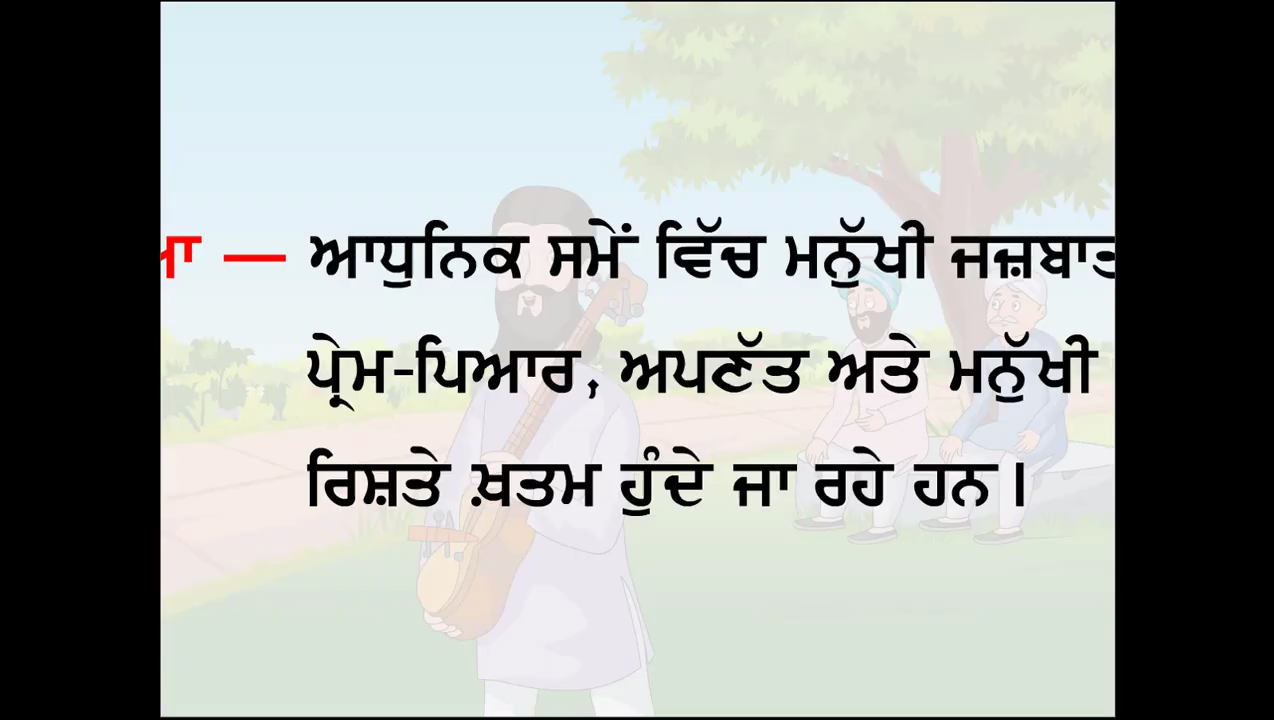 — ਆਧੁਨਿਕ ਸਮੇਂ ਵਿੱਚ ਮਨੁੱਖੀ
ਪ੍ਰੇਮ-ਪਿਆਰ, ਅਪਣੱਤ ਅਤੇ ਮਨੁੱਖੀ
ਰਿਸ਼ਤੇ ਖ਼ਤਮ ਹੁੰਦੇ ਜਾ ਰਹੇ ਹਨ।